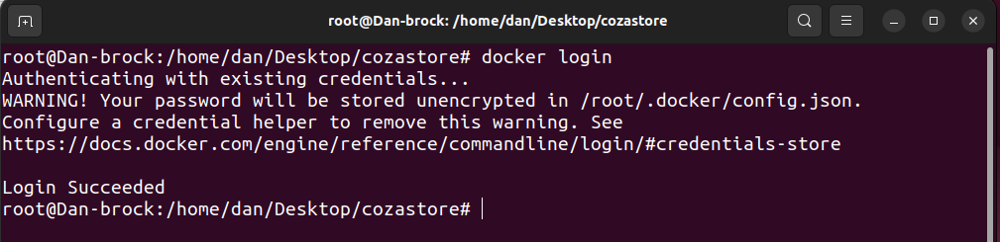 root@Dan-brock: /home/dan/Desktop/cozastore
root@Dan-brock:/home/dan/Desktop/cozastore# docker login
Authenticating with existing credentials...
WARNING! Your password will be stored unencrypted in /root/.docker/config.json.
Configure a credential helper to remove this warning. See
https://docs.docker.com/engine/reference/commandline/login/#credentials-store
Login Succeeded
root@Dan-brock:/home/dan/Desktop/cozastore#